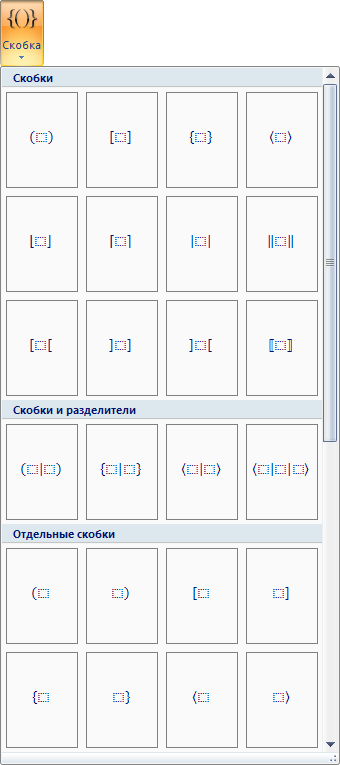 {()}
Скобка
Скобки
(⬚) [⬚] {⬚} ⟨⬚⟩
⌊⬚⌋ ⌈⬚⌉ |⬚| ‖⬚‖
[⬚[ ]⬚] ]⬚[ ⟦⬚⟧
Скобки и разделители
(⬚|⬚) {⬚|⬚} ⟨⬚|⬚⟩ ⟨⬚|⬚|⬚⟩
Отдельные скобки
(⬚ ⬚) [⬚ ⬚]
{⬚ ⬚} ⟨⬚ ⬚⟩